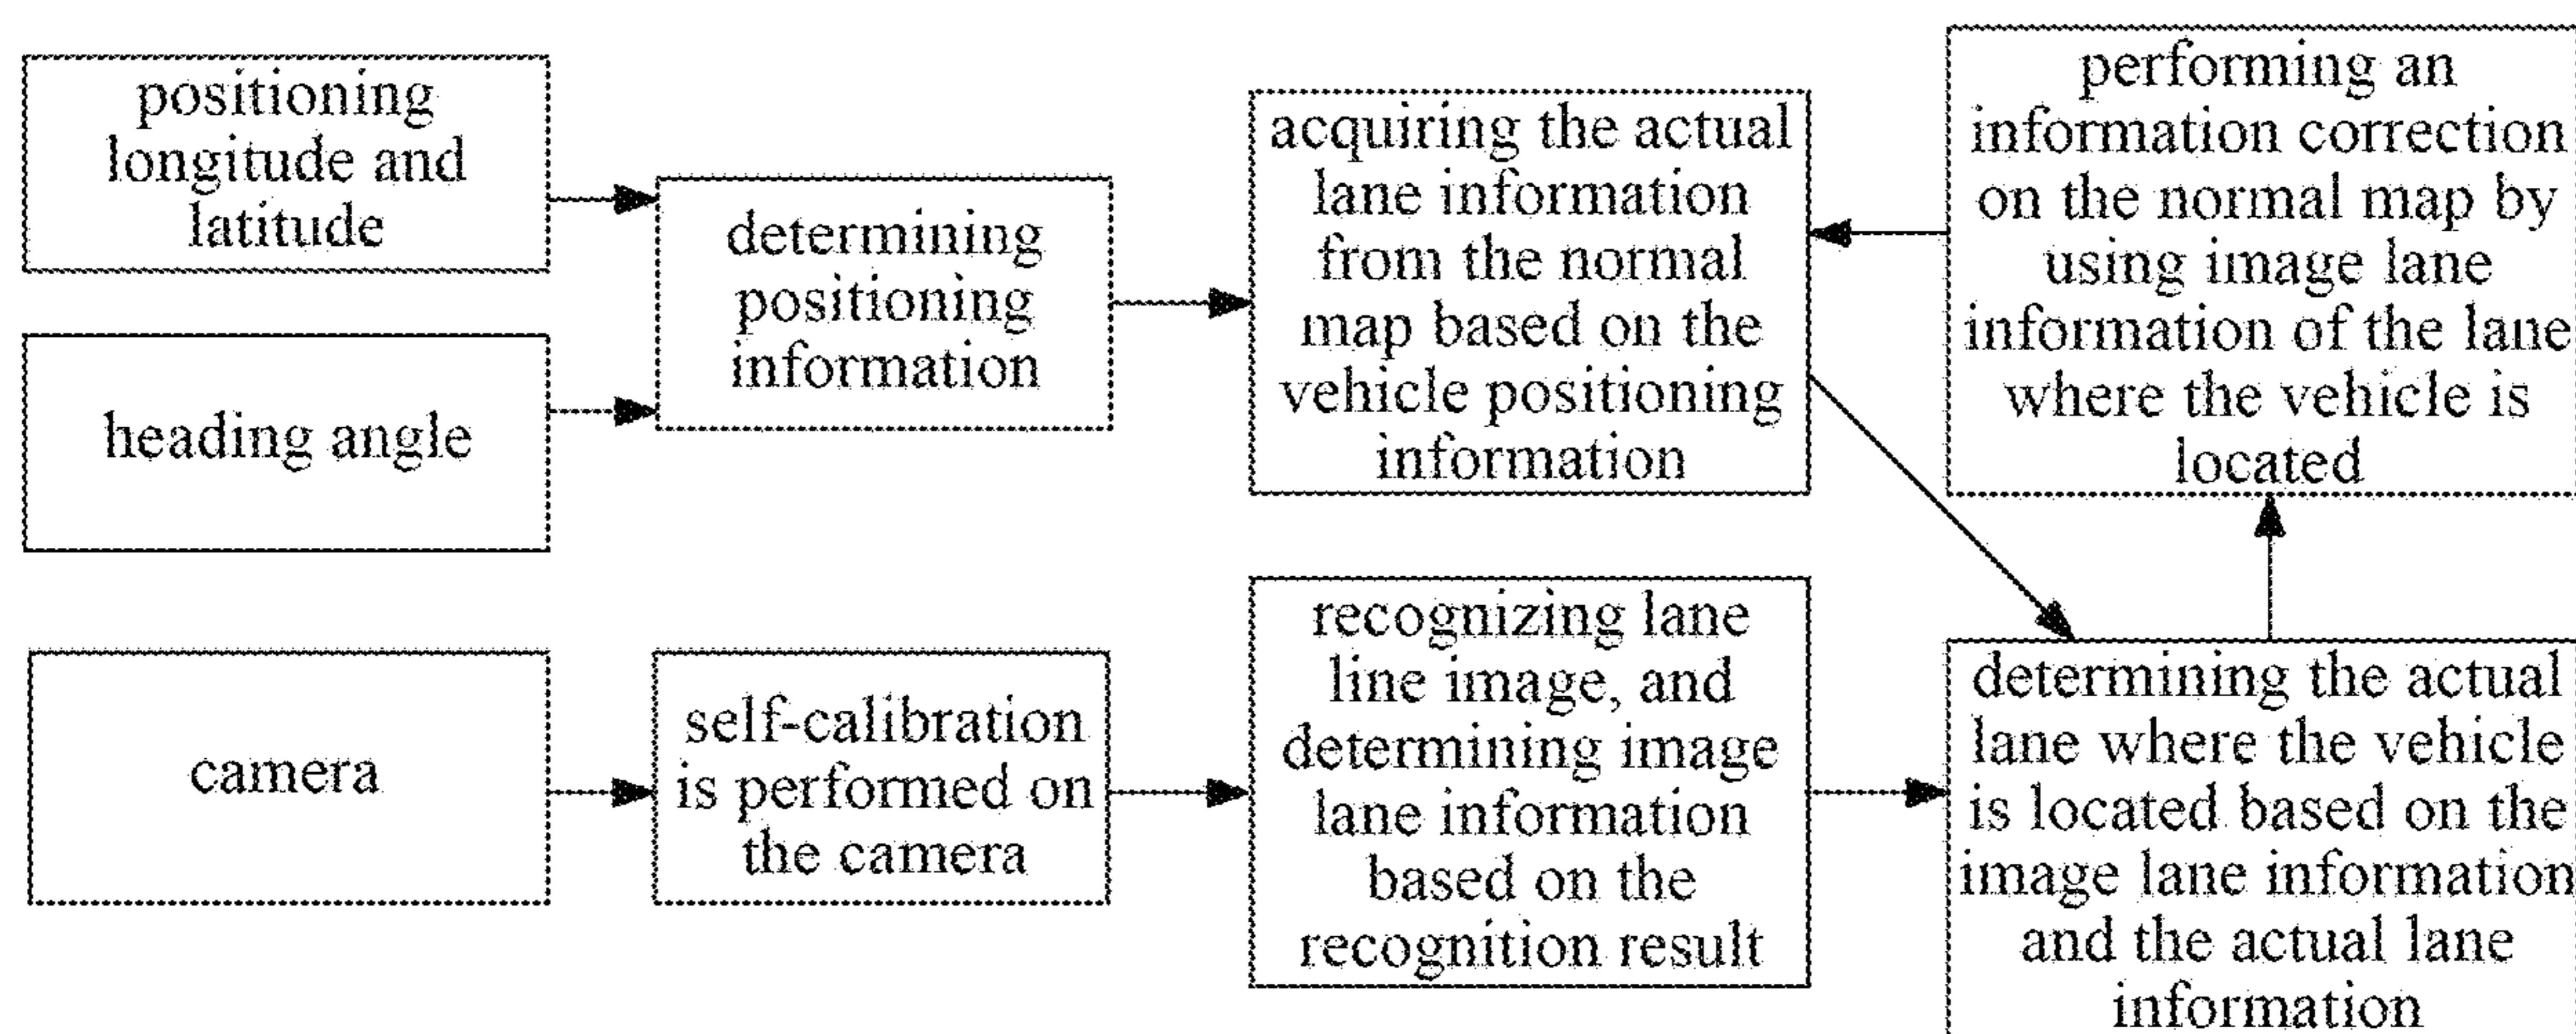 positioning
longitude and
latitude
heading angle
determining
positioning
information
acquiring the actual
lane information
from the normal
map based on the
vehicle positioning
information
performing an
information correction
on the normal map by
using image lane
information of the lane
where the vehicle is
located
camera
self-calibration
is performed on
the camera
recognizing lane
line image, and
determining image
lane information
based on the
recognition result
determining the actual
lane where the vehicle
is located based on the
image lane information
and the actual lane
information